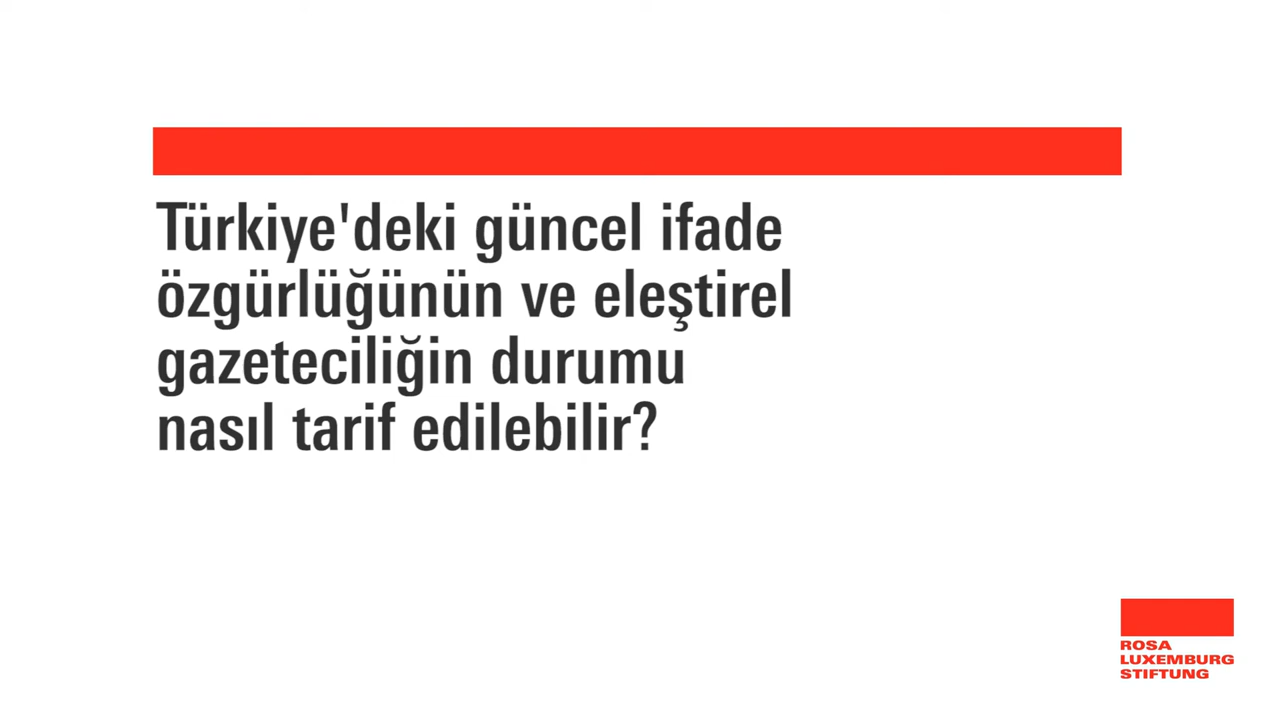 Türkiye'deki güncel ifade
özgürlüğünün ve eleştirel
gazeteciliğin durumu
nasıl tarif edilebilir?
ROSA
LUXEMBURG
STIFTUNG